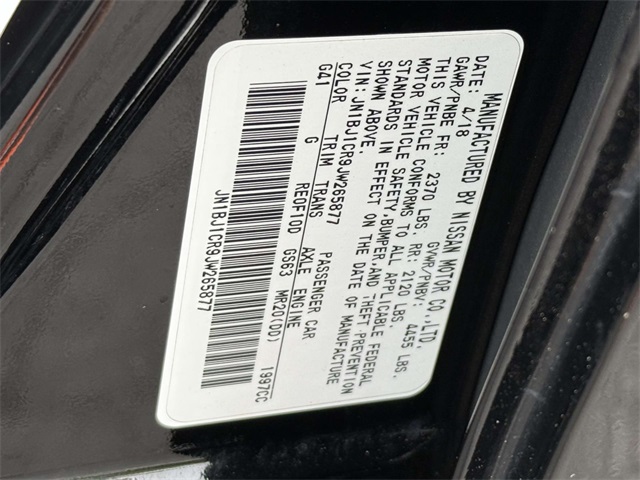 MANUFACTURED BY NISSAN MOTOR CO.,LTD.
DATE: 4/18 GVWR/PNBV: 4455 LBS.
GAWR/PNBE FR: 2370 LBS. RR: 2120 LBS.
THIS VEHICLE CONFORMS TO ALL APPLICABLE FEDERAL
MOTOR VEHICLE SAFETY,BUMPER,AND THEFT PREVENTION
STANDARDS IN EFFECT ON THE DATE OF MANUFACTURE
SHOWN ABOVE.
VIN: JN1BJ1CR9JW265877 PASSENGER CAR
COLOR TRIM TRANS AXLE ENGINE
G41 G RE0F10D GS63 MR20(DD) 1997CC
JN1BJ1CR9JW265877